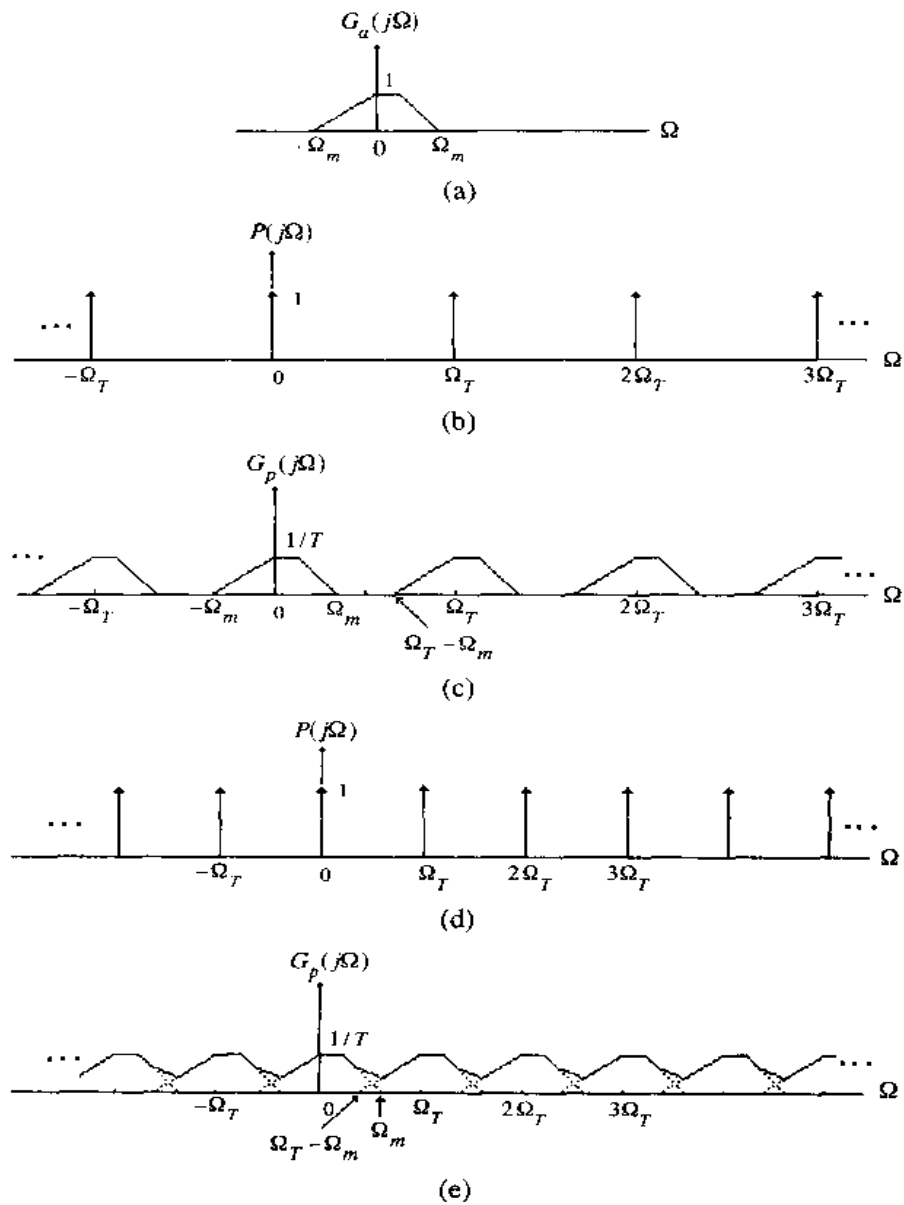 G_a(jΩ)
1
Ω
Ω_m 0 Ω_m
(a)
P(jΩ)
1
...
...
−Ω_T 0 Ω_T 2Ω_T 3Ω_T Ω
(b)
G_p(jΩ)
...
1/T
...
−Ω_T −Ω_m 0 Ω_m Ω_T 2Ω_T 3Ω_T Ω
Ω_T − Ω_m
(c)
P(jΩ)
1
...
...
−Ω_T 0 Ω_T 2Ω_T 3Ω_T Ω
(d)
G_p(jΩ)
...
1/T
...
−Ω_T 0 Ω_T 2Ω_T 3Ω_T Ω
Ω_T − Ω_m Ω_m
(e)